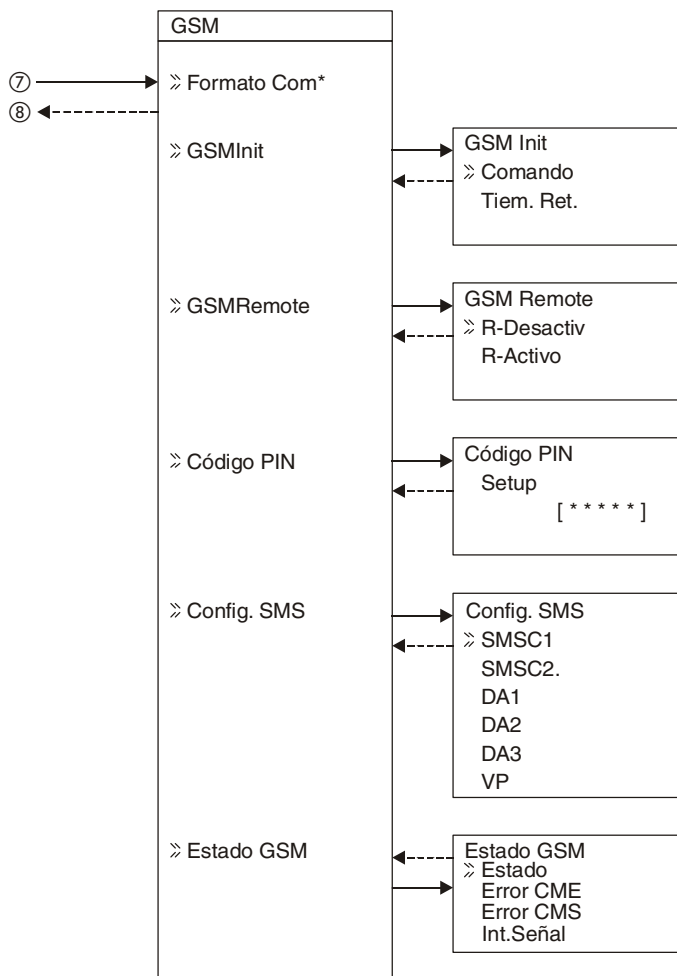 GSM
⑦
» Formato Com*
⑧
» GSMInit
GSM Init
» Comando
Tiem. Ret.
» GSMRemote
GSM Remote
» R-Desactiv
R-Activo
» Código PIN
Código PIN
Setup
[ * * * * * ]
» Config. SMS
Config. SMS
» SMSC1
SMSC2.
DA1
DA2
DA3
VP
» Estado GSM
Estado GSM
» Estado
Error CME
Error CMS
Int.Señal